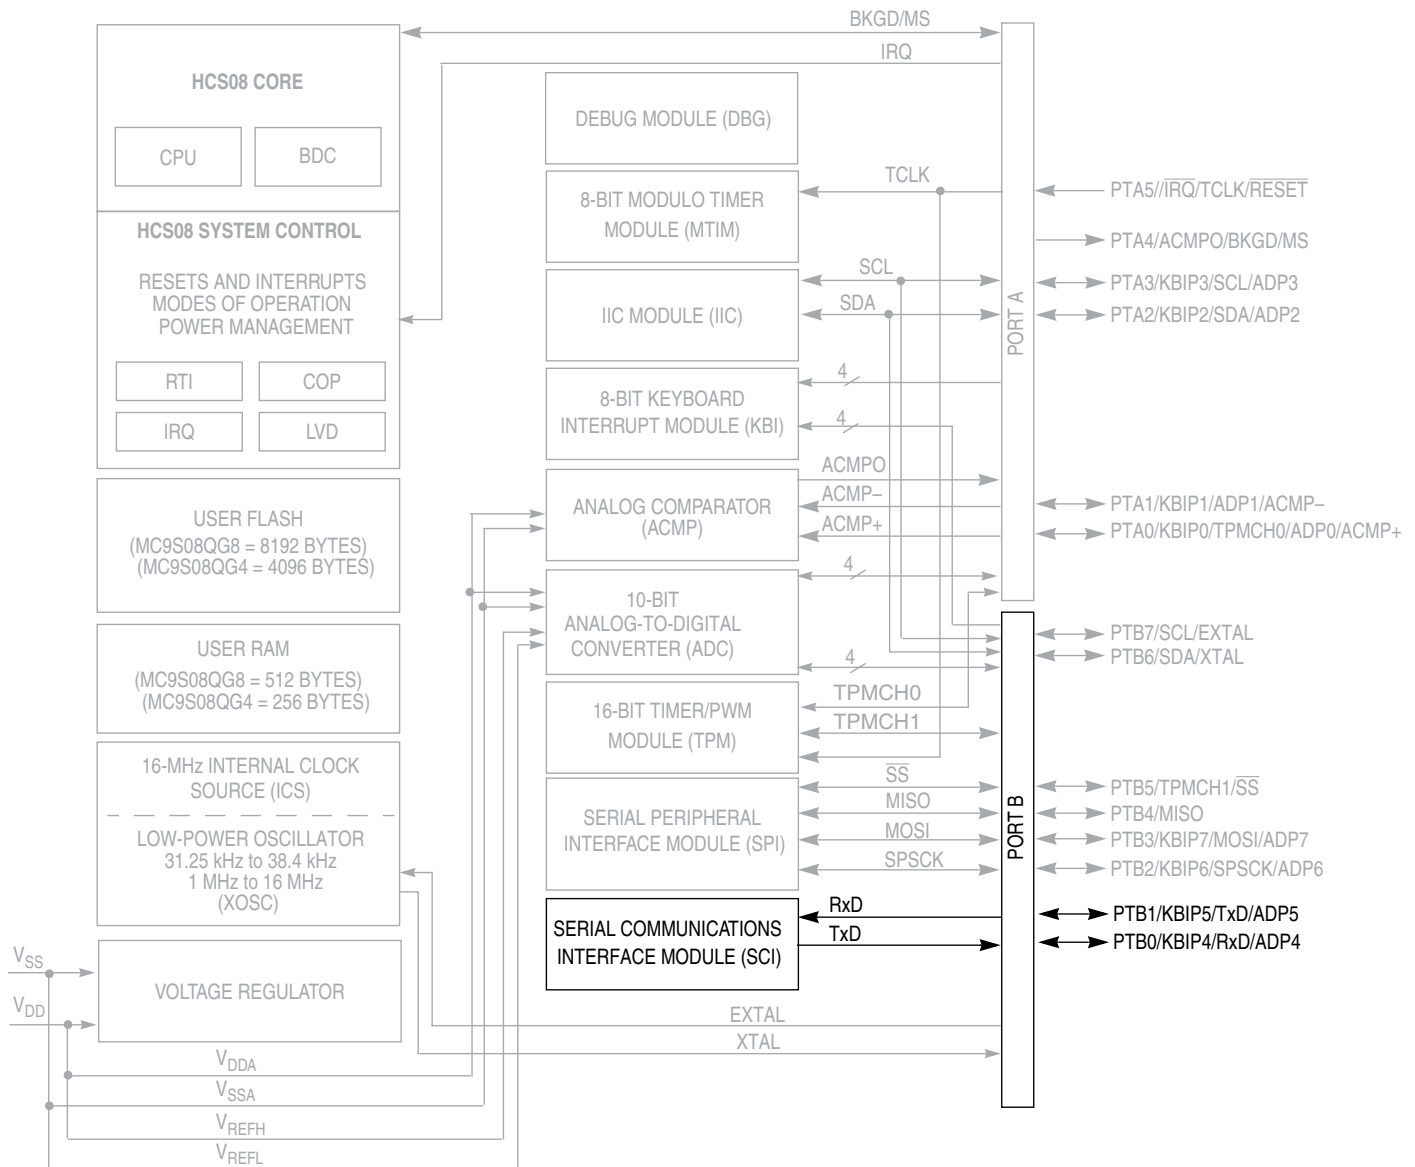 BKGD/MS
IRQ
HCS08 CORE
CPU
BDC
HCS08 SYSTEM CONTROL
RESETS AND INTERRUPTS
MODES OF OPERATION
POWER MANAGEMENT
RTI
COP
IRQ
LVD
USER FLASH
(MC9S08QG8 = 8192 BYTES)
(MC9S08QG4 = 4096 BYTES)
USER RAM
(MC9S08QG8 = 512 BYTES)
(MC9S08QG4 = 256 BYTES)
16-MHz INTERNAL CLOCK
SOURCE (ICS)
LOW-POWER OSCILLATOR
31.25 kHz to 38.4 kHz
1 MHz to 16 MHz
(XOSC)
VSS
VDD
VOLTAGE REGULATOR
VDDA
VSSA
VREFH
VREFL
DEBUG MODULE (DBG)
8-BIT MODULO TIMER
MODULE (MTIM)
TCLK
IIC MODULE (IIC)
SCL
SDA
8-BIT KEYBOARD
INTERRUPT MODULE (KBI)
4
4
ANALOG COMPARATOR
(ACMP)
ACMPO
ACMP–
ACMP+
10-BIT
ANALOG-TO-DIGITAL
CONVERTER (ADC)
4
4
16-BIT TIMER/PWM
MODULE (TPM)
TPMCH0
TPMCH1
SERIAL PERIPHERAL
INTERFACE MODULE (SPI)
SS
MISO
MOSI
SPSCK
SERIAL COMMUNICATIONS
INTERFACE MODULE (SCI)
RxD
TxD
EXTAL
XTAL
PORT A
PORT B
PTA5//IRQ/TCLK/RESET
PTA4/ACMPO/BKGD/MS
PTA3/KBIP3/SCL/ADP3
PTA2/KBIP2/SDA/ADP2
PTA1/KBIP1/ADP1/ACMP–
PTA0/KBIP0/TPMCH0/ADP0/ACMP+
PTB7/SCL/EXTAL
PTB6/SDA/XTAL
PTB5/TPMCH1/SS
PTB4/MISO
PTB3/KBIP7/MOSI/ADP7
PTB2/KBIP6/SPSCK/ADP6
PTB1/KBIP5/TxD/ADP5
PTB0/KBIP4/RxD/ADP4